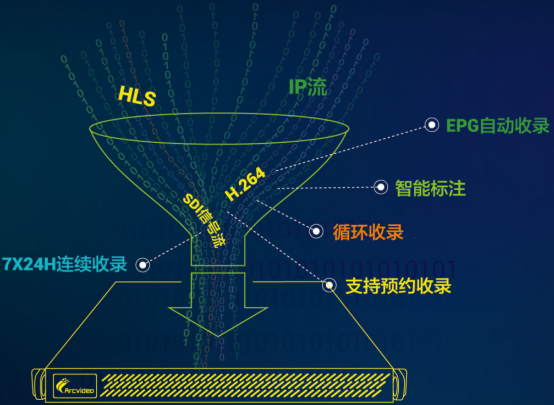 HLS
IP流
EPG自动收录
H.264
智能标注
SDI信号流
循环收录
7X24H连续收录
支持预约收录
Arcvideo